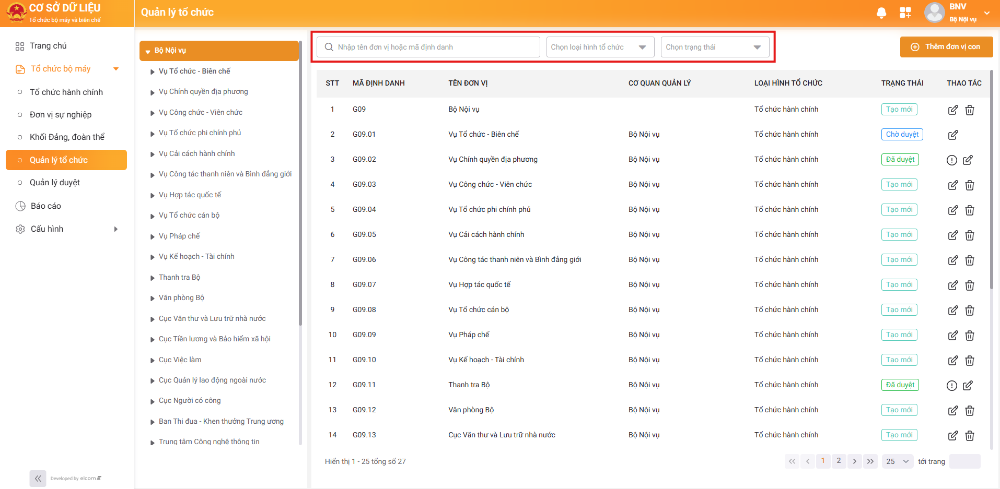 CƠ SỞ DỮ LIỆU
Tổ chức bộ máy và biên chế
Quản lý tổ chức
BNV
Bộ Nội vụ
Trang chủ
Tổ chức bộ máy
Tổ chức hành chính
Đơn vị sự nghiệp
Khối Đảng, đoàn thể
Quản lý tổ chức
Quản lý duyệt
Báo cáo
Cấu hình
Developed by elcom
Bộ Nội vụ
Vụ Tổ chức - Biên chế
Vụ Chính quyền địa phương
Vụ Công chức - Viên chức
Vụ Tổ chức phi chính phủ
Vụ Cải cách hành chính
Vụ Công tác thanh niên và Bình đẳng giới
Vụ Hợp tác quốc tế
Vụ Tổ chức cán bộ
Vụ Pháp chế
Vụ Kế hoạch - Tài chính
Thanh tra Bộ
Văn phòng Bộ
Cục Văn thư và Lưu trữ nhà nước
Cục Tiền lương và Bảo hiểm xã hội
Cục Việc làm
Cục Quản lý lao động ngoài nước
Cục Người có công
Ban Thi đua - Khen thưởng Trung ương
Trung tâm Công nghệ thông tin
Nhập tên đơn vị hoặc mã định danh Chọn loại hình tổ chức Chọn trạng thái Thêm đơn vị con
STT MÃ ĐỊNH DANH TÊN ĐƠN VỊ CƠ QUAN QUẢN LÝ LOẠI HÌNH TỔ CHỨC TRẠNG THÁI THAO TÁC
1 G09 Bộ Nội vụ Tổ chức hành chính Tạo mới
2 G09.01 Vụ Tổ chức - Biên chế Bộ Nội vụ Tổ chức hành chính Chờ duyệt
3 G09.02 Vụ Chính quyền địa phương Bộ Nội vụ Tổ chức hành chính Đã duyệt
4 G09.03 Vụ Công chức - Viên chức Bộ Nội vụ Tổ chức hành chính Tạo mới
5 G09.04 Vụ Tổ chức phi chính phủ Bộ Nội vụ Tổ chức hành chính Tạo mới
6 G09.05 Vụ Cải cách hành chính Bộ Nội vụ Tổ chức hành chính Tạo mới
7 G09.06 Vụ Công tác thanh niên và Bình đẳng giới Bộ Nội vụ Tổ chức hành chính Tạo mới
8 G09.07 Vụ Hợp tác quốc tế Bộ Nội vụ Tổ chức hành chính Tạo mới
9 G09.08 Vụ Tổ chức cán bộ Bộ Nội vụ Tổ chức hành chính Tạo mới
10 G09.09 Vụ Pháp chế Bộ Nội vụ Tổ chức hành chính Tạo mới
11 G09.10 Vụ Kế hoạch - Tài chính Bộ Nội vụ Tổ chức hành chính Tạo mới
12 G09.11 Thanh tra Bộ Bộ Nội vụ Tổ chức hành chính Đã duyệt
13 G09.12 Văn phòng Bộ Bộ Nội vụ Tổ chức hành chính Tạo mới
14 G09.13 Cục Văn thư và Lưu trữ nhà nước Bộ Nội vụ Tổ chức hành chính Tạo mới
Hiển thị 1 - 25 tổng số 27 1 2 25 tới trang